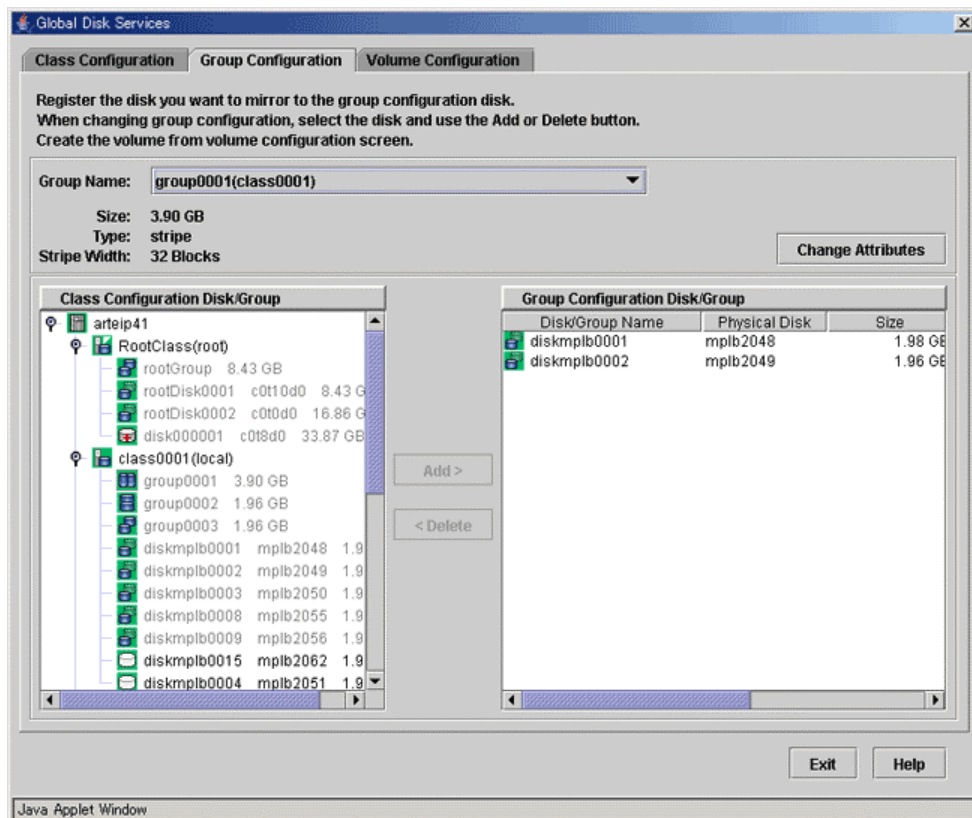 Global Disk Services
Class Configuration Group Configuration Volume Configuration
Register the disk you want to mirror to the group configuration disk.
When changing group configuration, select the disk and use the Add or Delete button.
Create the volume from volume configuration screen.
Group Name: group0001(class0001)
Size: 3.90 GB
Type: stripe
Stripe Width: 32 Blocks
Change Attributes
Class Configuration Disk/Group
arteip41
RootClass(root)
rootGroup 8.43 GB
rootDisk0001 c0t10d0 8.43 G
rootDisk0002 c0t0d0 16.86 G
disk000001 c0t8d0 33.87 GB
class0001(local)
group0001 3.90 GB
group0002 1.96 GB
group0003 1.96 GB
diskmplb0001 mplb2048 1.9
diskmplb0002 mplb2049 1.9
diskmplb0003 mplb2050 1.9
diskmplb0008 mplb2055 1.9
diskmplb0009 mplb2056 1.9
diskmplb0015 mplb2062 1.9
diskmplb0004 mplb2051 1.9
Add >
< Delete
Group Configuration Disk/Group
Disk/Group Name Physical Disk Size
diskmplb0001 mplb2048 1.98 GB
diskmplb0002 mplb2049 1.96 GB
Exit Help
Java Applet Window